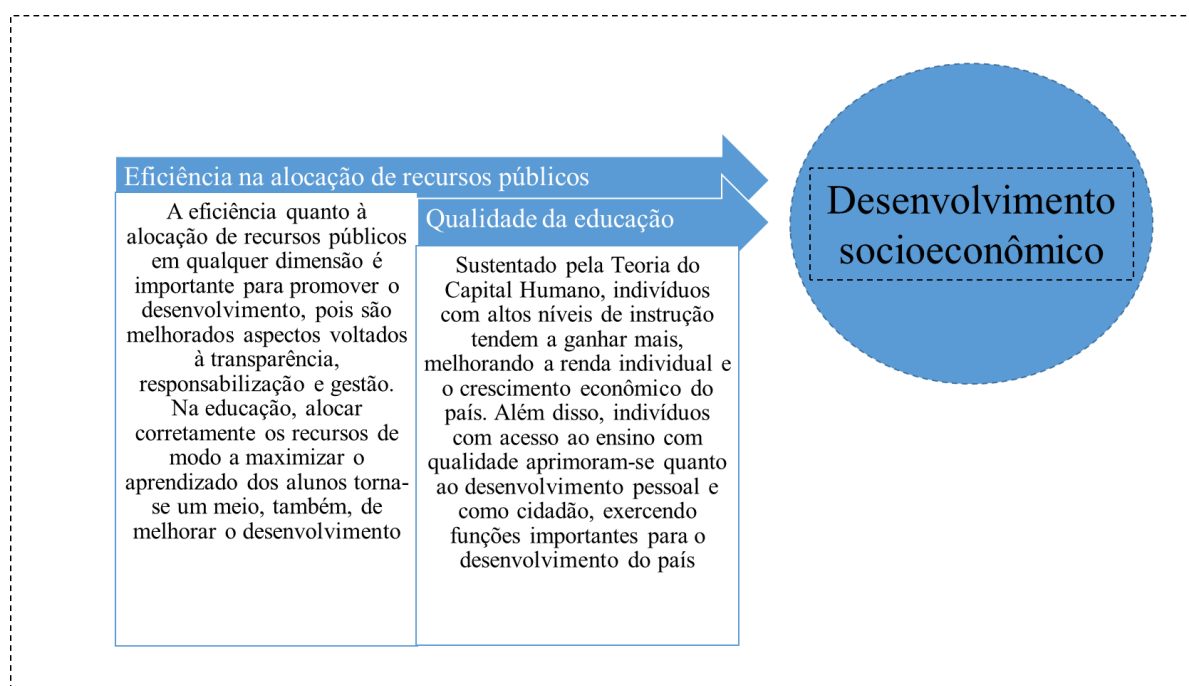 Eficiência na alocação de recursos públicos
A eficiência quanto à
alocação de recursos públicos
em qualquer dimensão é
importante para promover o
desenvolvimento, pois são
melhorados aspectos voltados
à transparência,
responsabilização e gestão.
Na educação, alocar
corretamente os recursos de
modo a maximizar o
aprendizado dos alunos torna-
se um meio, também, de
melhorar o desenvolvimento
Qualidade da educação
Sustentado pela Teoria do
Capital Humano, indivíduos
com altos níveis de instrução
tendem a ganhar mais,
melhorando a renda individual e
o crescimento econômico do
país. Além disso, indivíduos
com acesso ao ensino com
qualidade aprimoram-se quanto
ao desenvolvimento pessoal e
como cidadão, exercendo
funções importantes para o
desenvolvimento do país
Desenvolvimento
socioeconômico